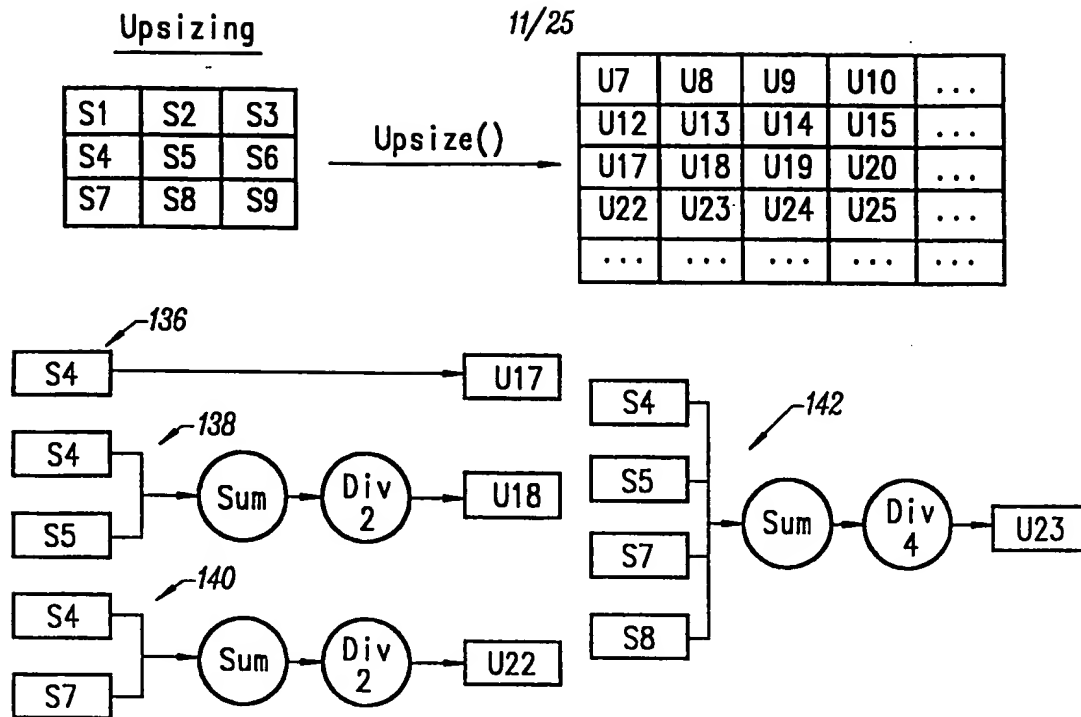 Upsizing
11/25
S1 S2 S3
S4 S5 S6
S7 S8 S9
Upsize()
U7 U8 U9 U10 ...
U12 U13 U14 U15 ...
U17 U18 U19 U20 ...
U22 U23 U24 U25 ...
... ... ... ... ...
136
S4 U17
138
S4
S5
Sum
Div 
2
U18
140
S4
S7
Sum
Div
2
U22
142
S4
S5
S7
S8
Sum
Div
4
U23